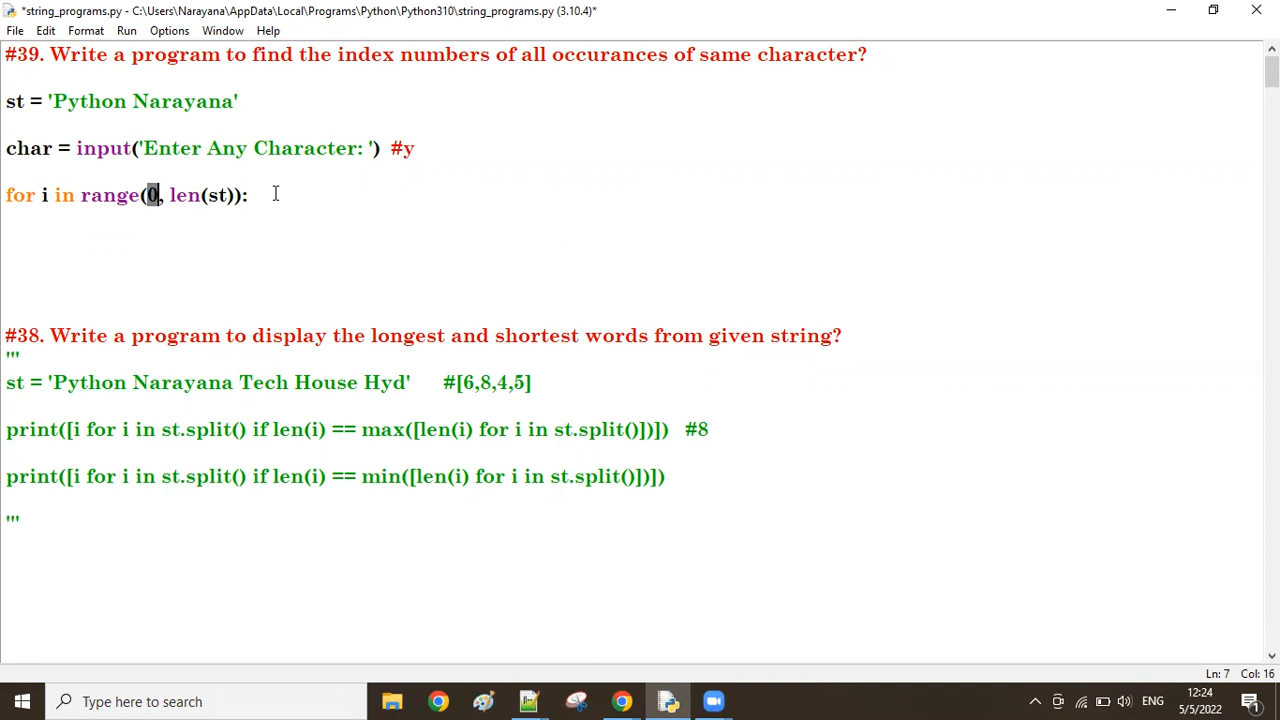 *string_programs.py - C:\Users\Narayana\AppData\Local\Programs\Python\Python310\string_programs.py (3.10.4)*
File Edit Format Run Options Window Help
#39. Write a program to find the index numbers of all occurances of same character?
st = 'Python Narayana'
char = input('Enter Any Character: ') #y
for i in range(0, len(st)):
#38. Write a program to display the longest and shortest words from given string?
'''
st = 'Python Narayana Tech House Hyd' #[6,8,4,5]
print([i for i in st.split() if len(i) == max([len(i) for i in st.split()])]) #8
print([i for i in st.split() if len(i) == min([len(i) for i in st.split()])])
'''
Ln: 7 Col: 16
Type here to search
ENG
12:24
5/5/2022
1